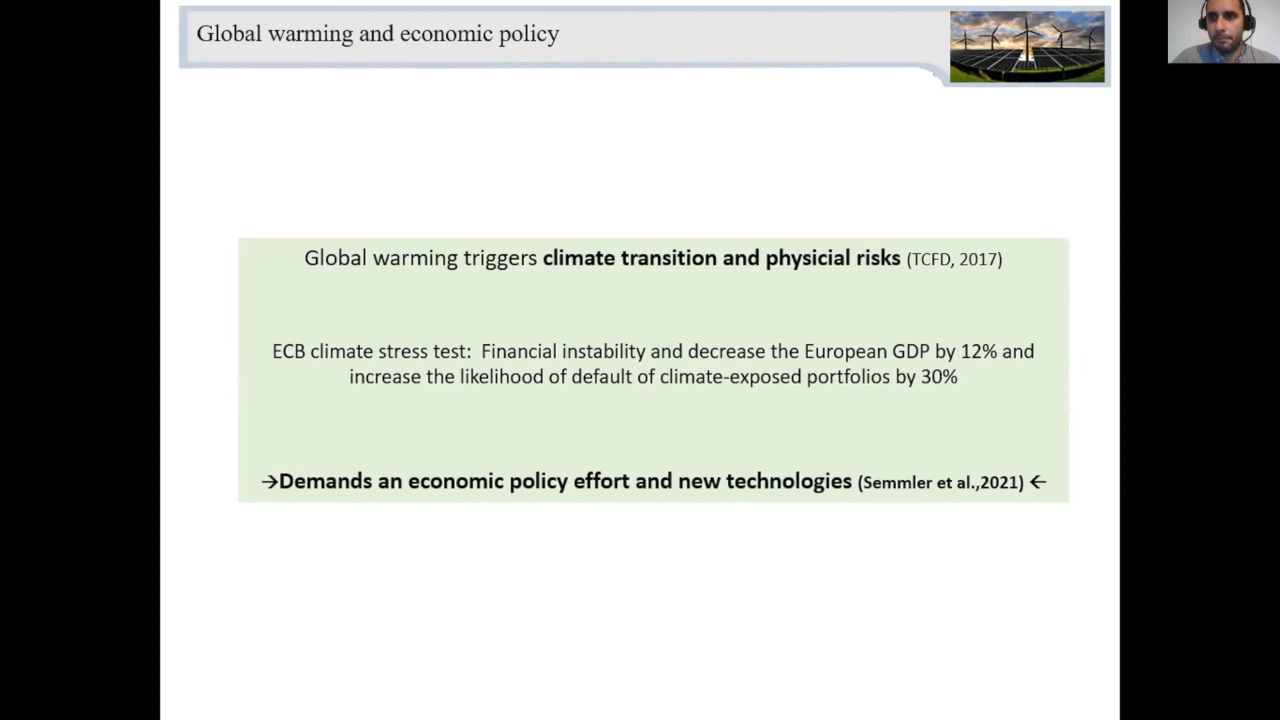 Global warming and economic policy
Global warming triggers climate transition and physicial risks (TCFD, 2017)
ECB climate stress test:  Financial instability and decrease the European GDP by 12% and
increase the likelihood of default of climate-exposed portfolios by 30%
→Demands an economic policy effort and new technologies (Semmler et al.,2021) ←